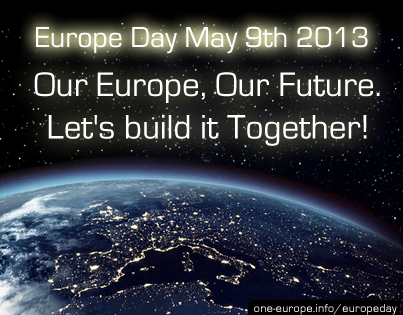 Europe Day May 9th 2013
Our Europe, Our Future.
Let's build it Together!
one-europe.info/europeday